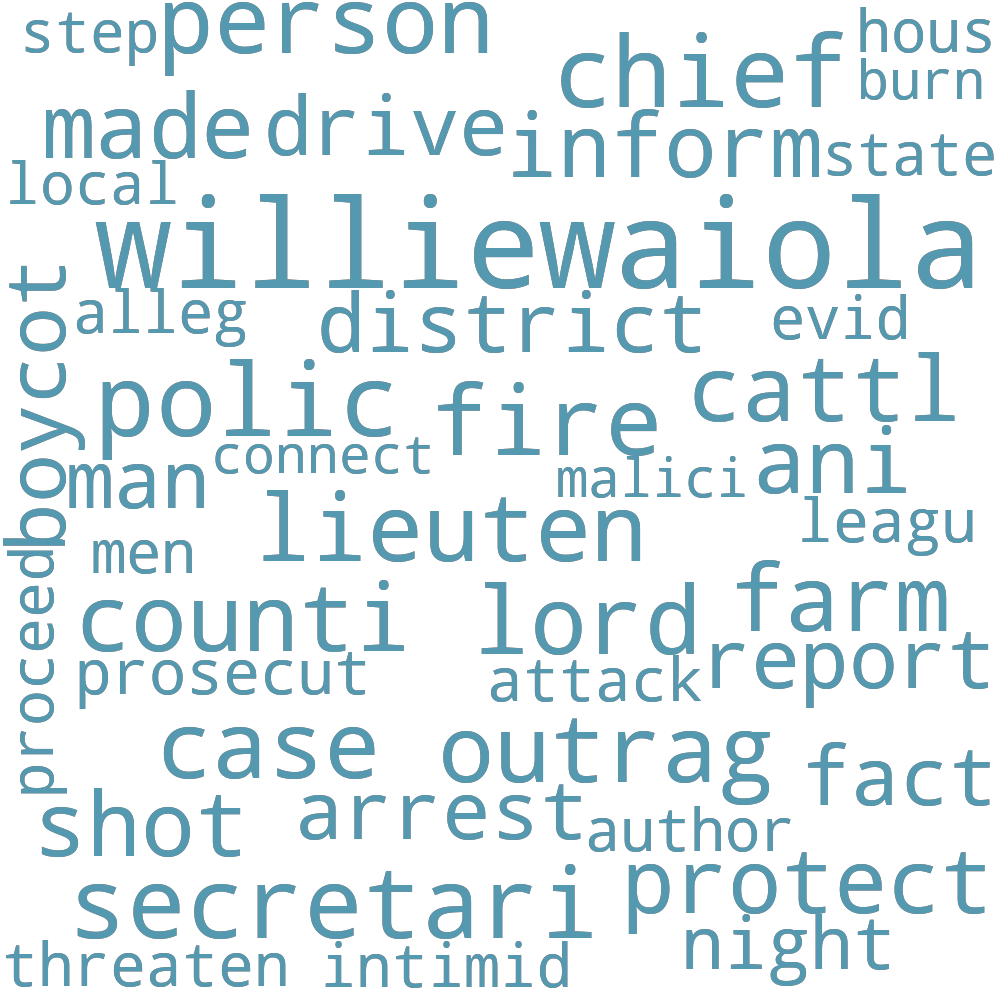 step person chief hous
burn
made drive inform state
local
williewaiola
boycot
alleg district evid
polic fire cattl
man connect malici ani
lieuten leagu
men
proceed
counti lord farm
prosecut attack report
case outrag fact
shot arrest author
secretari protect
threaten intimid night